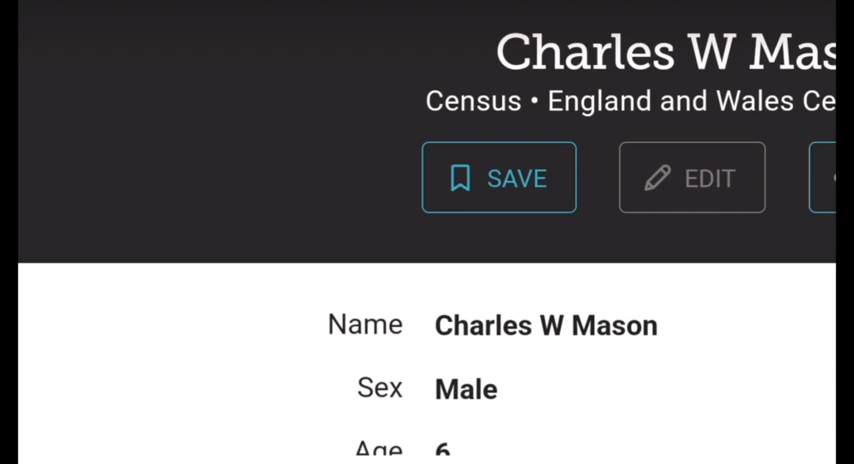 Charles W Mas
Census • England and Wales Ce
SAVE EDIT
Name Charles W Mason
Sex Male
Age 6